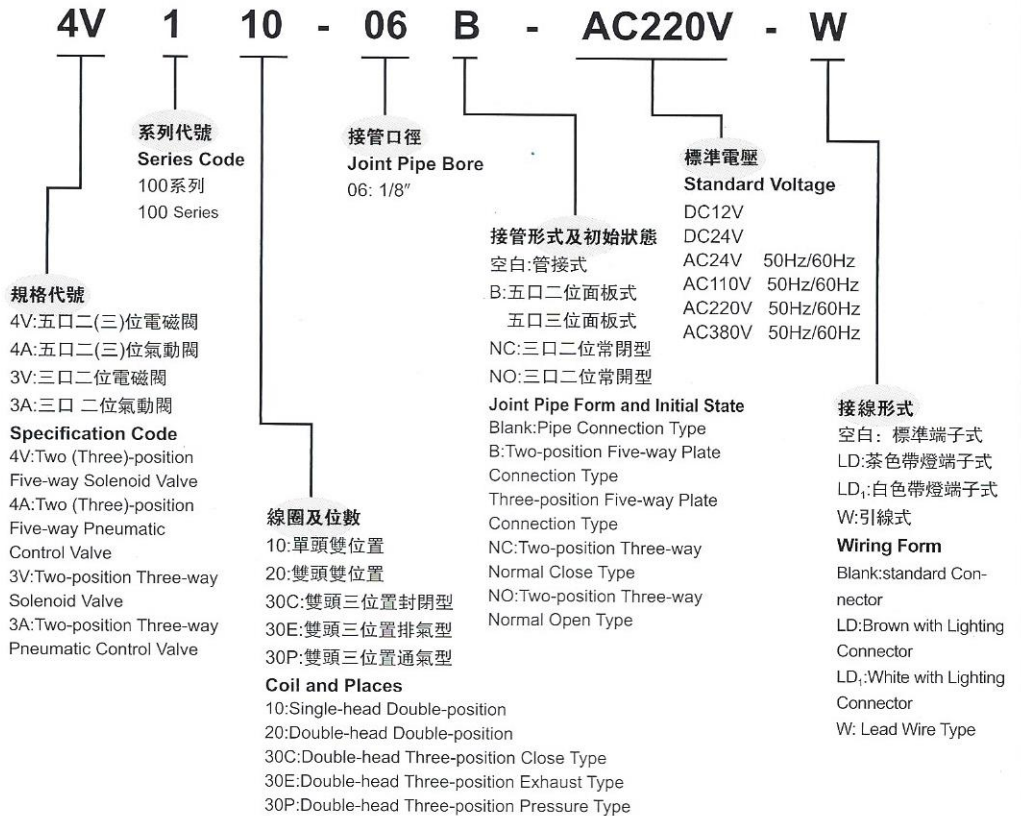 4V 1 10 - 06 B - AC220V - W
系列代號
Series Code
100系列
100 Series
接管口徑
Joint Pipe Bore
06: 1/8″
標準電壓
Standard Voltage
DC12V
DC24V
AC24V 50Hz/60Hz
AC110V 50Hz/60Hz
AC220V 50Hz/60Hz
AC380V 50Hz/60Hz
規格代號
4V:五口二(三)位電磁閥
4A:五口二(三)位氣動閥
3V:三口二位電磁閥
3A:三口 二位氣動閥
Specification Code
4V:Two (Three)-position
Five-way Solenoid Valve
4A:Two (Three)-position
Five-way Pneumatic
Control Valve
3V:Two-position Three-way
Solenoid Valve
3A:Two-position Three-way
Pneumatic Control Valve
線圈及位數
10:單頭雙位置
20:雙頭雙位置
30C:雙頭三位置封閉型
30E:雙頭三位置排氣型
30P:雙頭三位置通氣型
Coil and Places
10:Single-head Double-position
20:Double-head Double-position
30C:Double-head Three-position Close Type
30E:Double-head Three-position Exhaust Type
30P:Double-head Three-position Pressure Type
接管形式及初始狀態
空白:管接式
B:五口二位面板式
五口三位面板式
NC:三口二位常閉型
NO:三口二位常開型
Joint Pipe Form and Initial State
Blank:Pipe Connection Type
B:Two-position Five-way Plate
Connection Type
Three-position Five-way Plate
Connection Type
NC:Two-position Three-way
Normal Close Type
NO:Two-position Three-way
Normal Open Type
接線形式
空白: 標準端子式
LD:茶色帶燈端子式
LD₁:白色帶燈端子式
W:引線式
Wiring Form
Blank:standard Con-
nector
LD:Brown with Lighting
Connector
LD₁:White with Lighting
Connector
W: Lead Wire Type